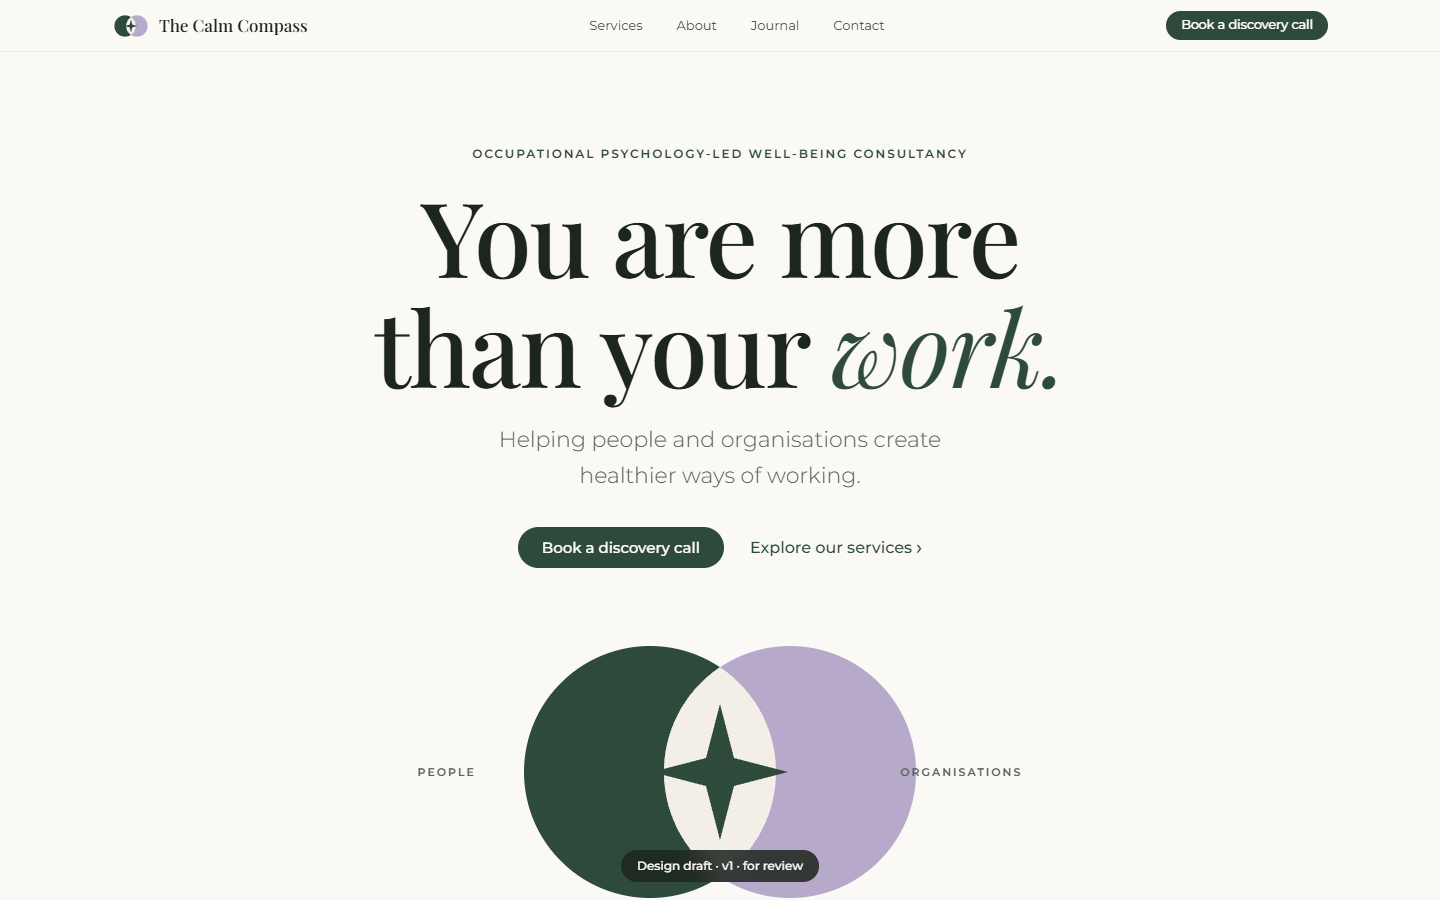 The Calm Compass
Services
About
Journal
Contact
Book a discovery call
OCCUPATIONAL PSYCHOLOGY-LED WELL-BEING CONSULTANCY
You are more
than your work.
Helping people and organisations create
healthier ways of working.
Book a discovery call
Explore our services ›
PEOPLE
ORGANISATIONS
Design draft · v1 · for review